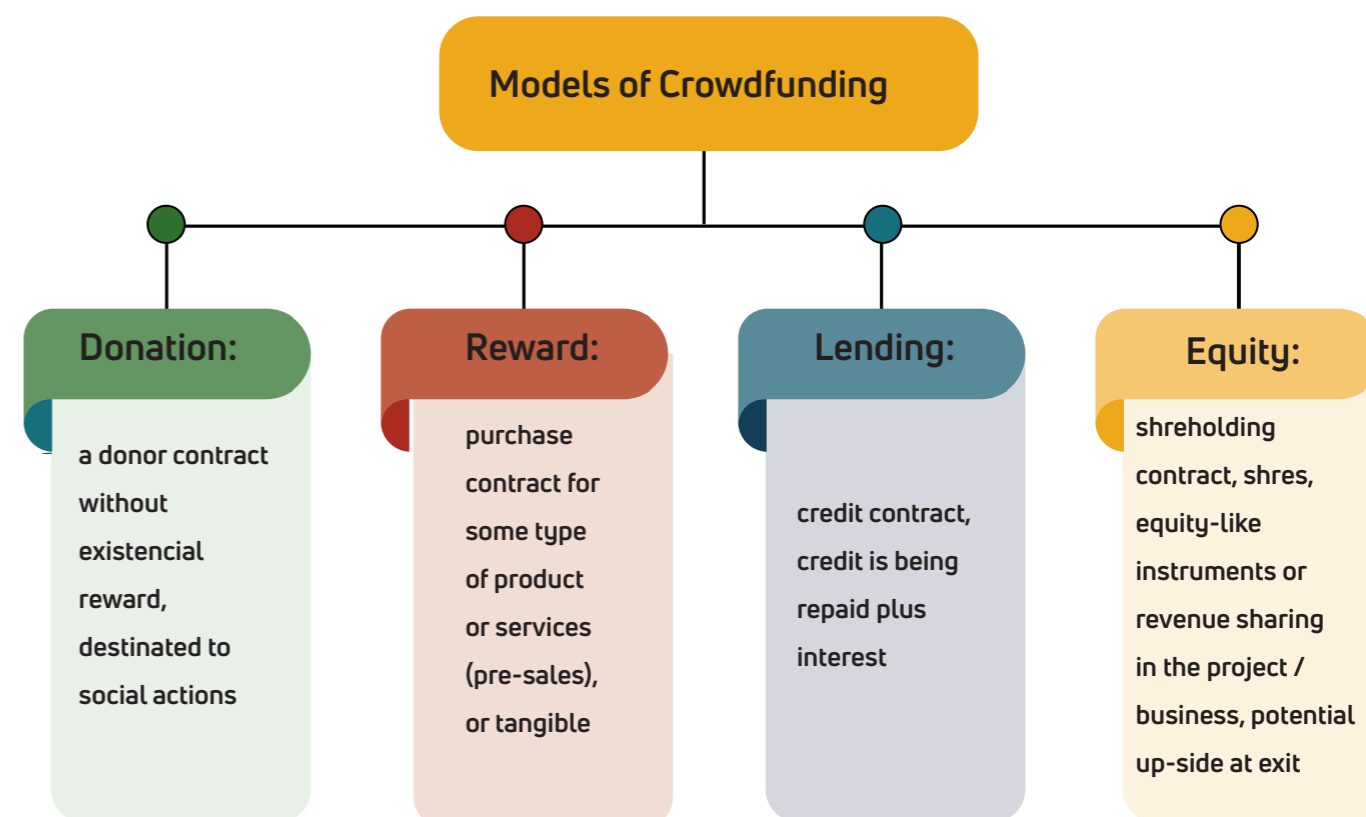 Models of Crowdfunding
Donation:
a donor contract
without
existencial
reward,
destinated to
social actions
Reward:
purchase
contract for
some type
of product
or services
(pre-sales),
or tangible
Lending:
credit contract,
credit is being
repaid plus
interest
Equity:
shreholding
contract, shres,
equity-like
instruments or
revenue sharing
in the project /
business, potential
up-side at exit